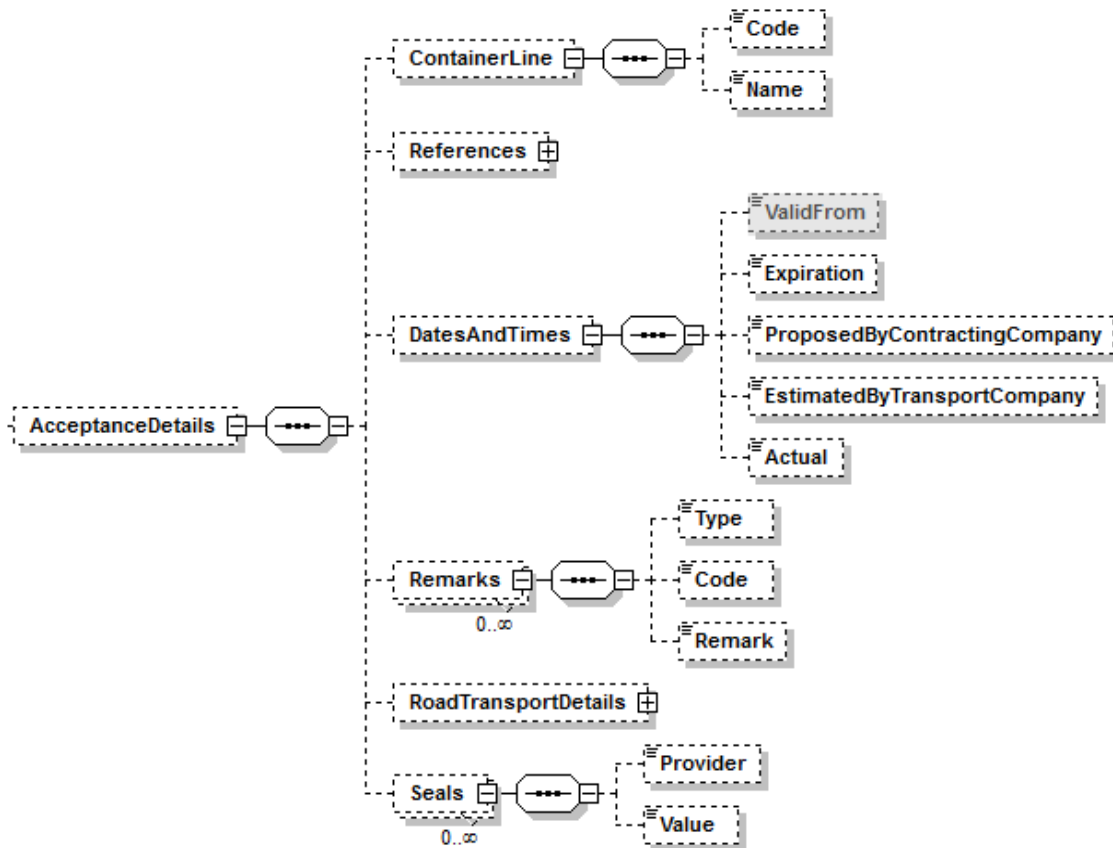 AcceptanceDetails
ContainerLine
Code
Name
References
DatesAndTimes
ValidFrom
Expiration
ProposedByContractingCompany
EstimatedByTransportCompany
Actual
Remarks
0..∞
Type
Code
Remark
RoadTransportDetails
Seals
0..∞
Provider
Value